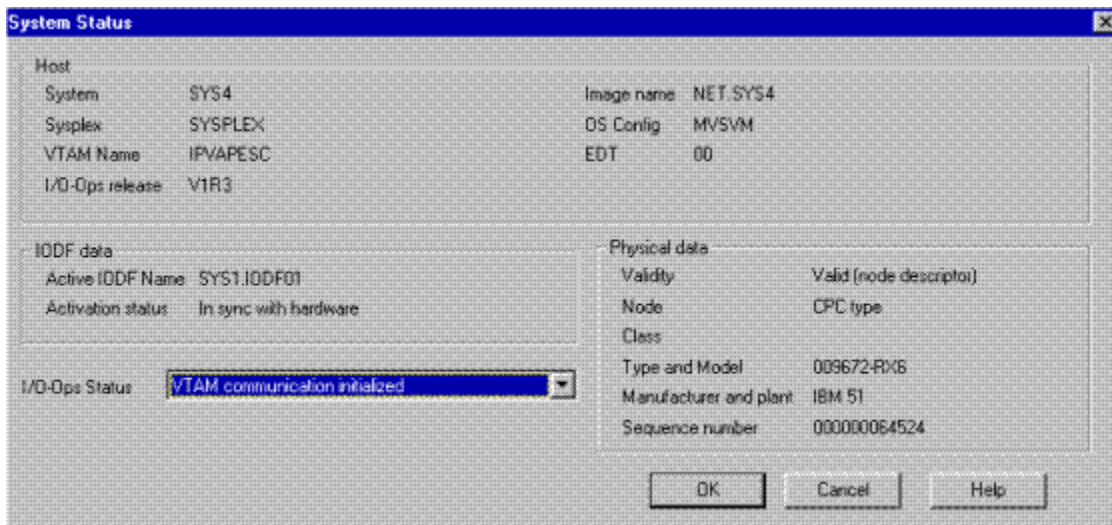 System Status
Host
System SYS4
Image name NET.SYS4
Sysplex SYSPLEX
OS Config MVSVM
VTAM Name IPVAPESC
EDT 00
I/O-Ops release V1R3
IODF data
Active IODF Name SYS1.IODF01
Activation status In sync with hardware
I/O-Ops Status VTAM communication initialized
Physical data
Validity Valid (node descriptor)
Node CPC type
Class
Type and Model 009672-RX6
Manufacturer and plant IBM 51
Sequence number 000000064524
OK Cancel Help